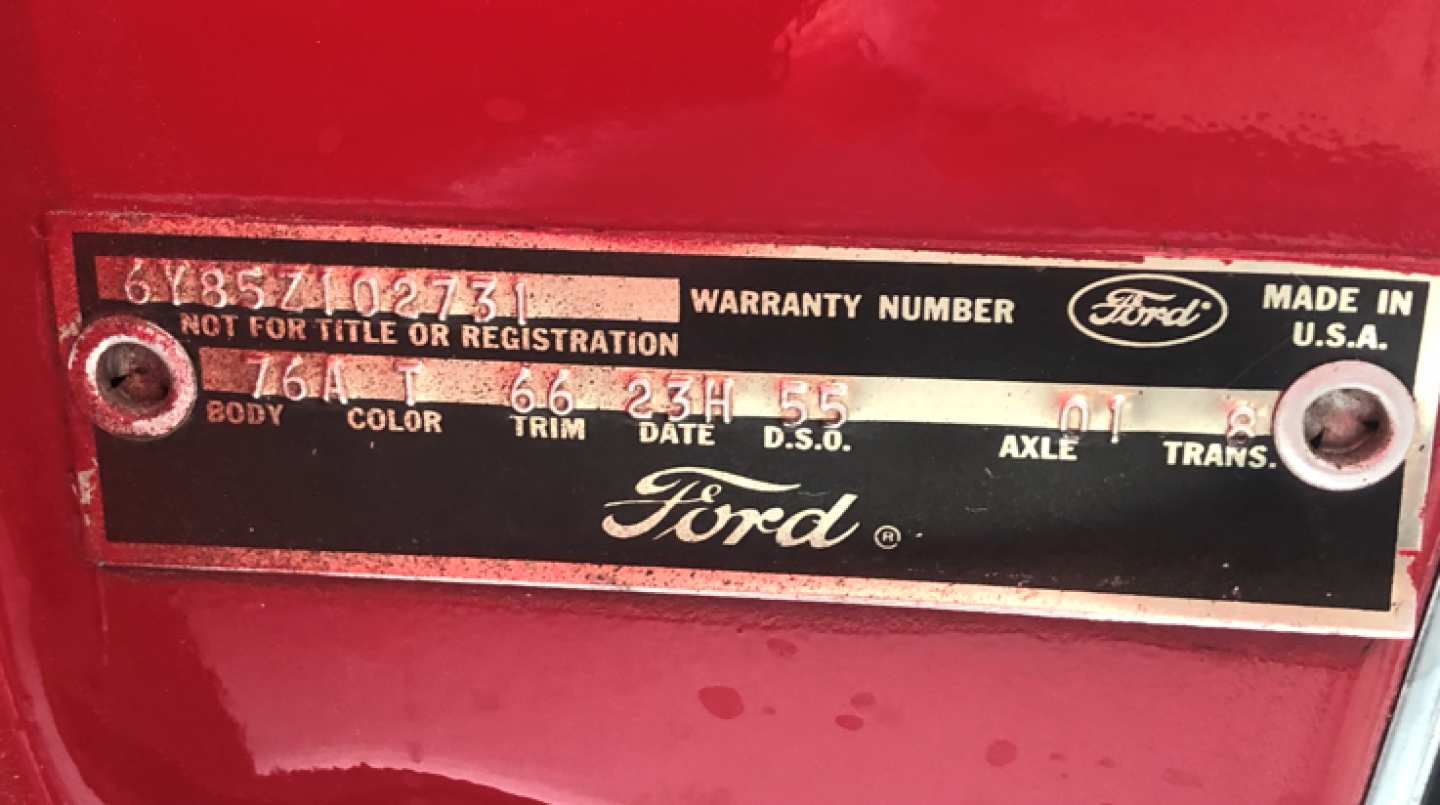 6Y85Z102731 WARRANTY NUMBER Ford MADE IN U.S.A.
NOT FOR TITLE OR REGISTRATION
76A T 66 23H 55 01 8
BODY COLOR TRIM DATE D.S.O. AXLE TRANS.
Ford ®